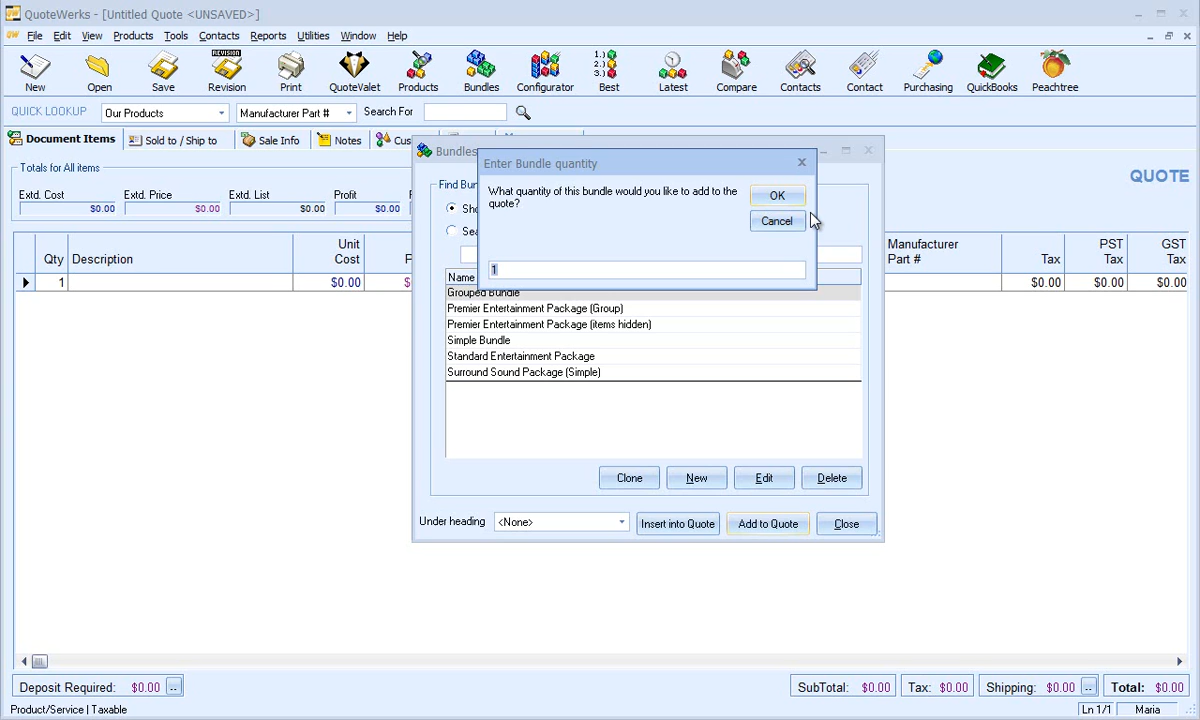 QuoteWerks - [Untitled Quote <UNSAVED>]
File Edit View Products Tools Contacts Reports Utilities Window Help
REVISION
1.)
2.)
3.)
New Open Save Revision Print QuoteValet Products Bundles Configurator Best Latest Compare Contacts Contact Purchasing QuickBooks Peachtree
QUICK LOOKUP Our Products Manufacturer Part # Search For
Document Items Sold to / Ship to Sale Info Notes Cus
Totals for All items
Extd. Cost Extd. Price Extd. List Profit
$0.00 $0.00 $0.00 $0.00
QUOTE
Qty Description Unit Cost P Manufacturer Part # Tax PST Tax GST Tax
1 $0.00 $ $0.00 $0.00 $0.00
Bundles
Find Bun
Sho
Sea
Enter Bundle quantity
What quantity of this bundle would you like to add to the
quote?
OK
Cancel
1
Name
Grouped Bundle
Premier Entertainment Package (Group)
Premier Entertainment Package (items hidden)
Simple Bundle
Standard Entertainment Package
Surround Sound Package (Simple)
Clone New Edit Delete
Under heading <None> Insert into Quote Add to Quote Close
Deposit Required: $0.00 ... SubTotal: $0.00 Tax: $0.00 Shipping: $0.00 ... Total: $0.00
Product/Service | Taxable Ln 1/1 Maria